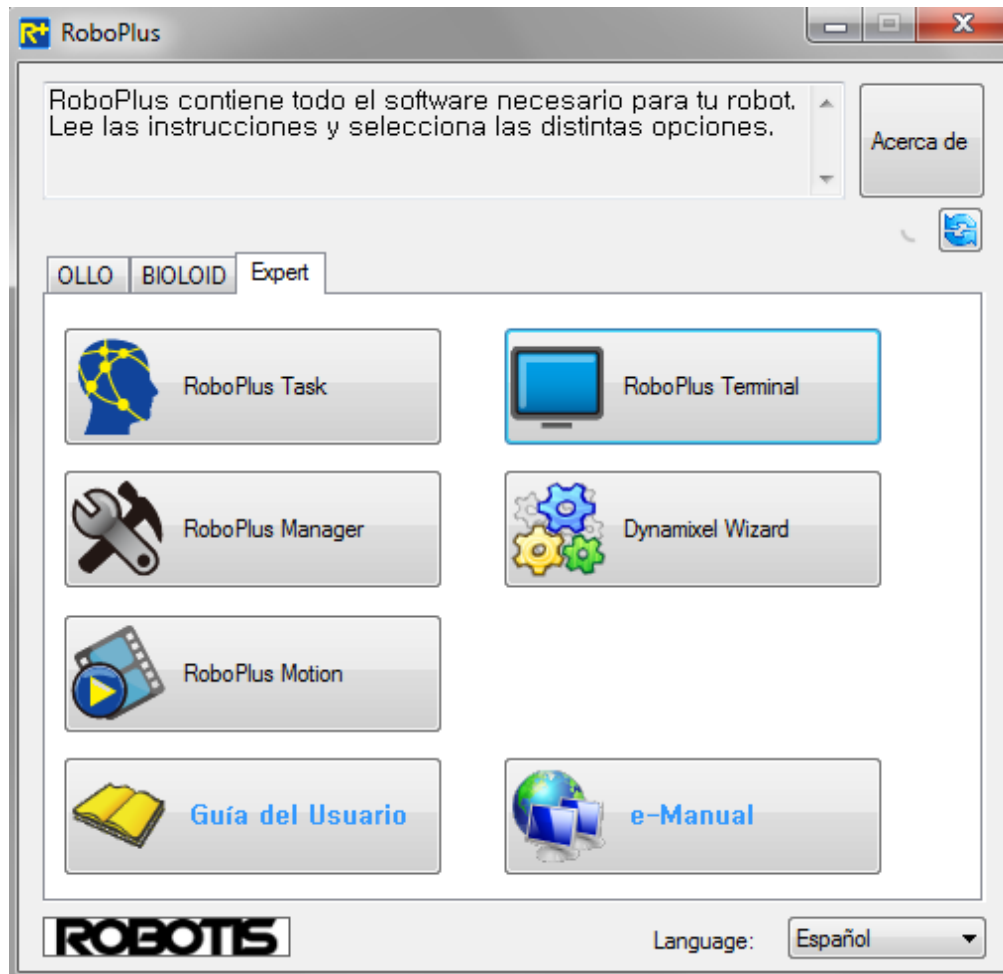 RoboPlus
RoboPlus contiene todo el software necesario para tu robot.
Lee las instrucciones y selecciona las distintas opciones.
Acerca de
OLLO
BIOLOID
Expert
RoboPlus Task
RoboPlus Terminal
RoboPlus Manager
Dynamixel Wizard
RoboPlus Motion
Guía del Usuario
e-Manual
ROBOTIS
Language:
Español